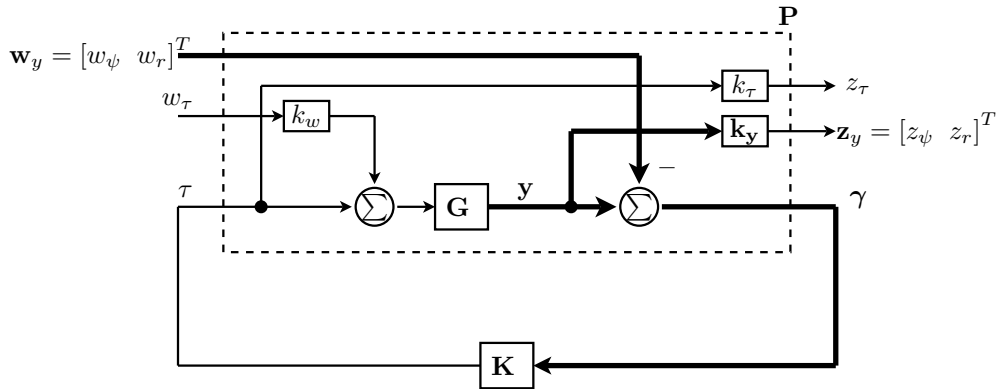 P
𝐰_y = [w_ψ w_r]^T
k_τ
z_τ
w_τ
k_w
𝐤_𝐲
𝐳_y = [z_ψ z_r]^T
−
τ
Σ
G
y
Σ
γ
K